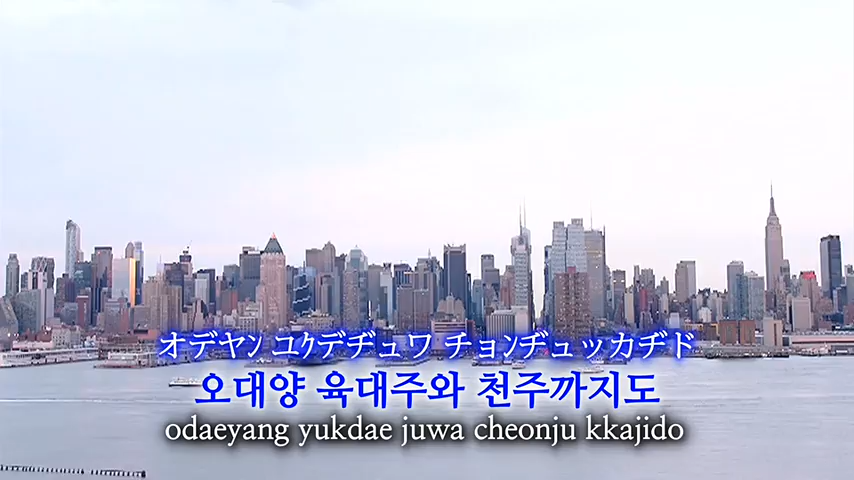 オデヤン ユｸデヂュワ チョンヂュッカヂド
오대양 육대주와 천주까지도
odaeyang yukdae juwa cheonju kkajido